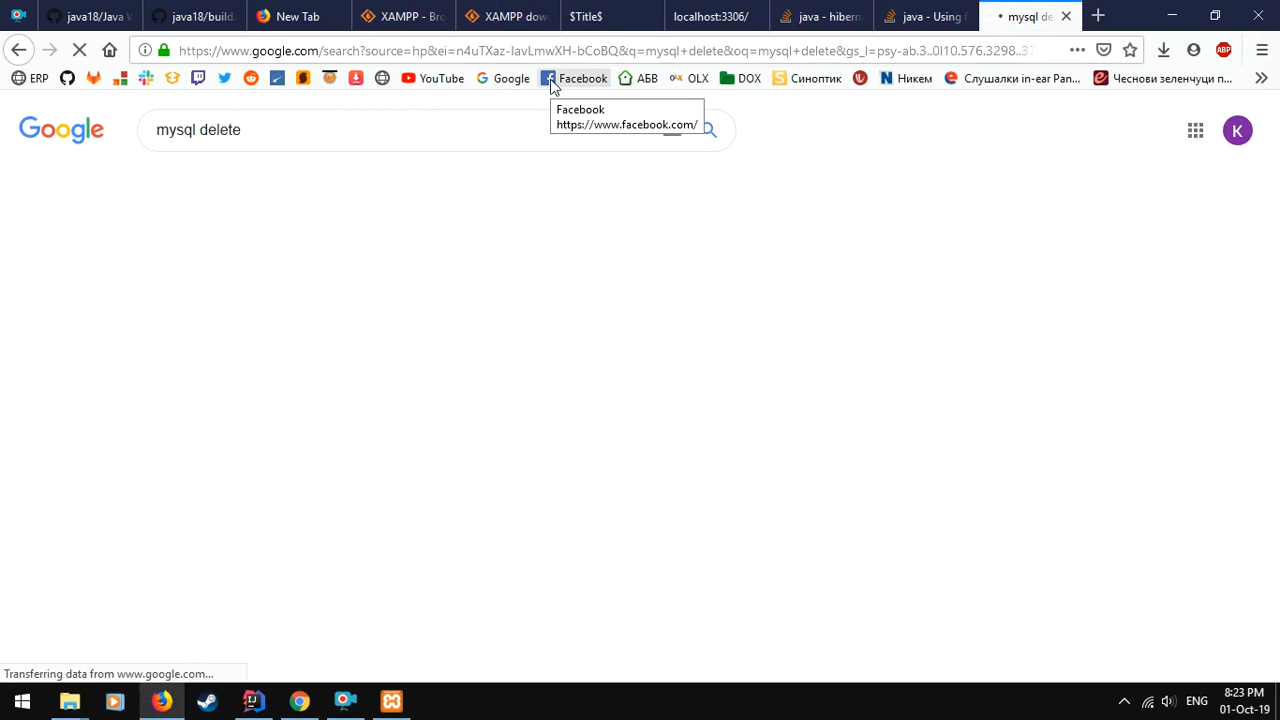 java18/Java W
java18/build.
New Tab
XAMPP - Bro
XAMPP dow
$Title$
localhost:3306/
java - hibern
java - Using f
mysql de
https://www.google.com/search?source=hp&ei=n4uTXaz-IavLmwXH-bCoBQ&q=mysql+delete&oq=mysql+delete&gs_l=psy-ab.3..0l10.576.3298..37
ABP
ERP
YouTube
Google
Facebook
АБВ
OLX
DOX
Синоптик
Никем
Слушалки in-ear Pan...
Чеснови зеленчуци п...
Facebook
https://www.facebook.com/
Google
mysql delete
K
Transferring data from www.google.com...
ENG
8:23 PM
01-Oct-19